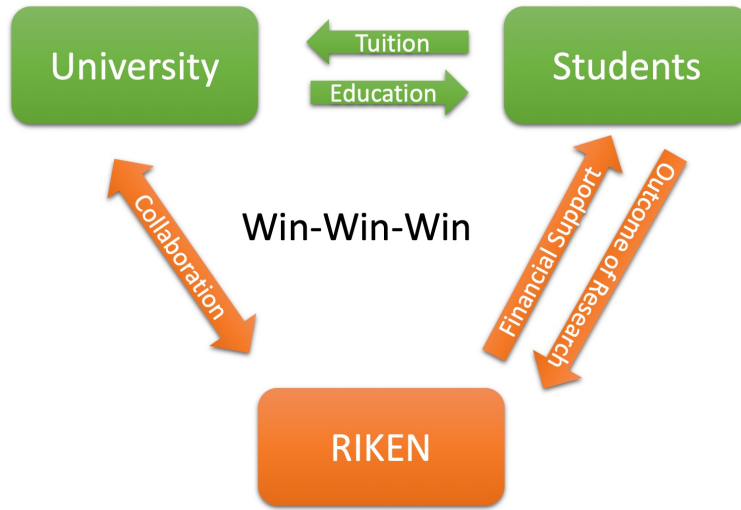 University
Tuition
Education
Students
Collaboration
Win-Win-Win
Financial Support
Outcome of Research
RIKEN